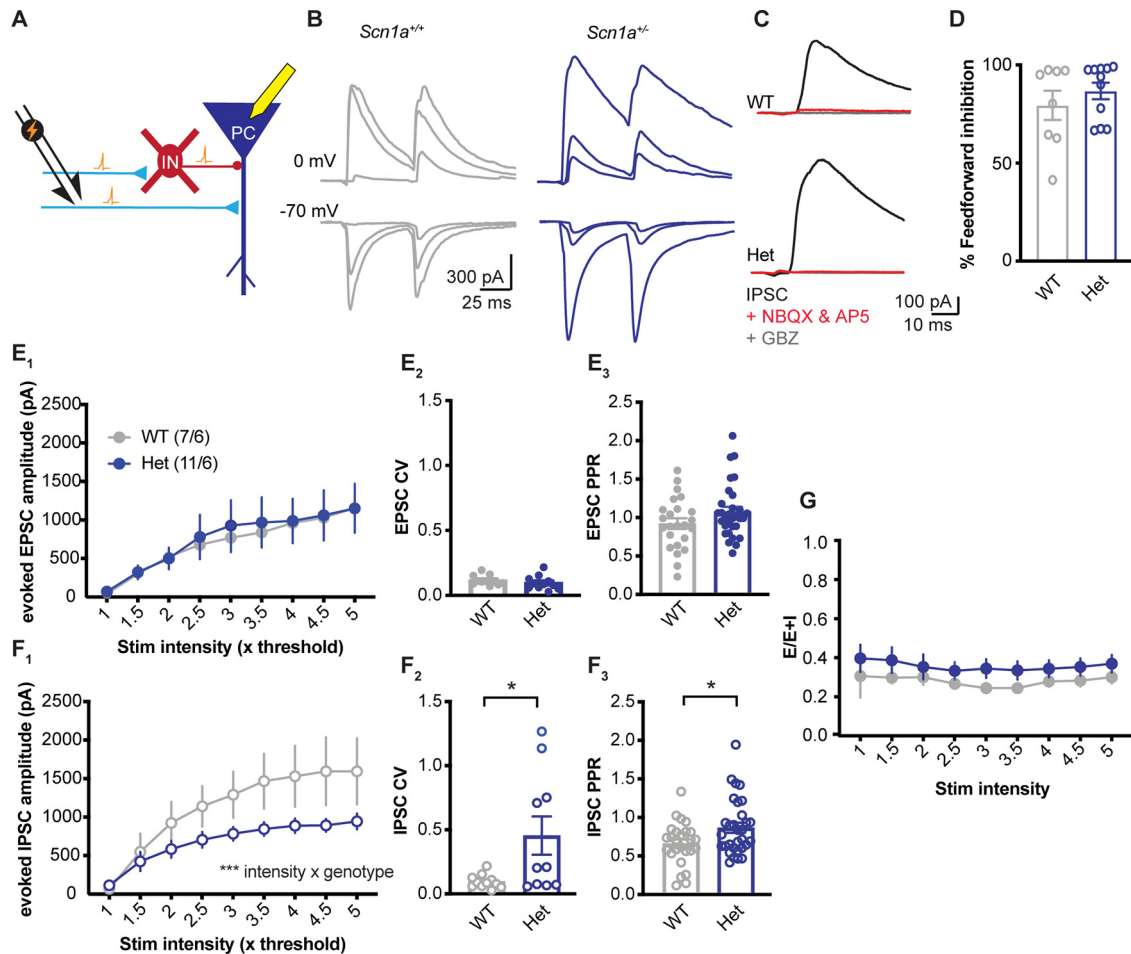 A
IN
PC
B
Scn1a+/+
Scn1a+/-
0 mV
-70 mV
300 pA
25 ms
C
WT
Het
IPSC
+ NBQX & AP5
+ GBZ
100 pA
10 ms
D
% Feedforward inhibition
100
50
0
WT
Het
E1
evoked EPSC amplitude (pA)
2500
2000
1500
1000
500
0
WT (7/6)
Het (11/6)
1 1.5 2 2.5 3 3.5 4 4.5 5
Stim intensity (x threshold)
E2
EPSC CV
1.5
1.0
0.5
0.0
WT
Het
E3
EPSC PPR
2.5
2.0
1.5
1.0
0.5
0.0
WT
Het
F1
evoked IPSC amplitude (pA)
2500
2000
1500
1000
500
0
*** intensity x genotype
1 1.5 2 2.5 3 3.5 4 4.5 5
Stim intensity (x threshold)
F2
IPSC CV
1.5
1.0
0.5
0.0
*
WT
Het
F3
IPSC PPR
2.5
2.0
1.5
1.0
0.5
0.0
*
WT
Het
G
E/E+I
1.0
0.8
0.6
0.4
0.2
0.0
1 1.5 2 2.5 3 3.5 4 4.5 5
Stim intensity